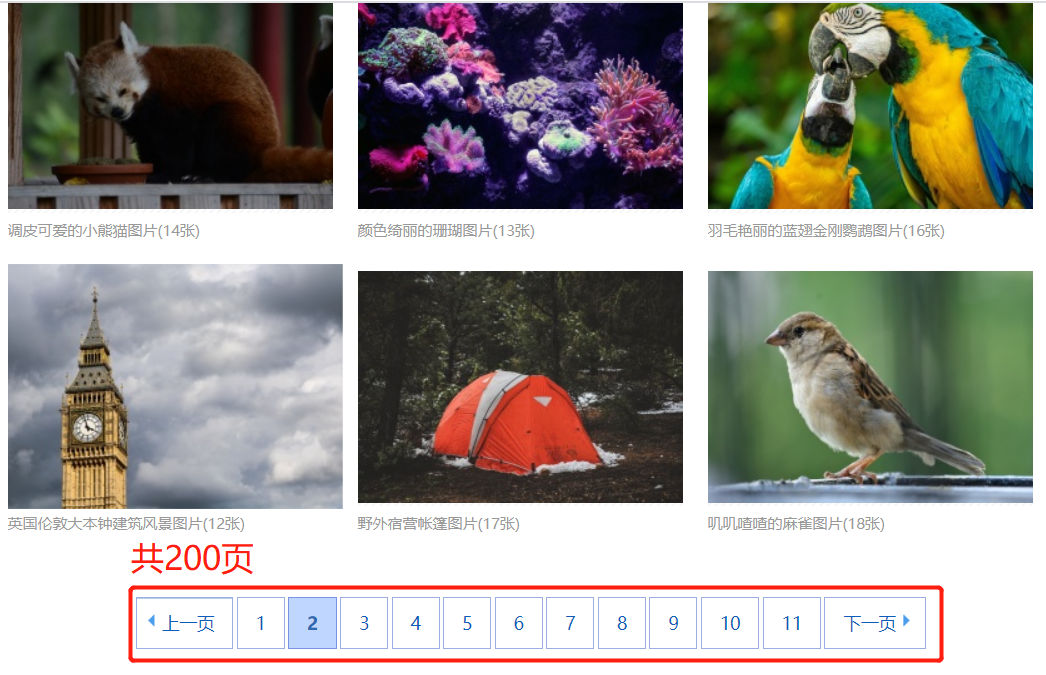 调皮可爱的小熊猫图片(14张)
颜色绮丽的珊瑚图片(13张)
羽毛艳丽的蓝翅金刚鹦鹉图片(16张)
英国伦敦大本钟建筑风景图片(12张)
野外宿营帐篷图片(17张)
叽叽喳喳的麻雀图片(18张)
共200页
上一页 1 2 3 4 5 6 7 8 9 10 11 下一页